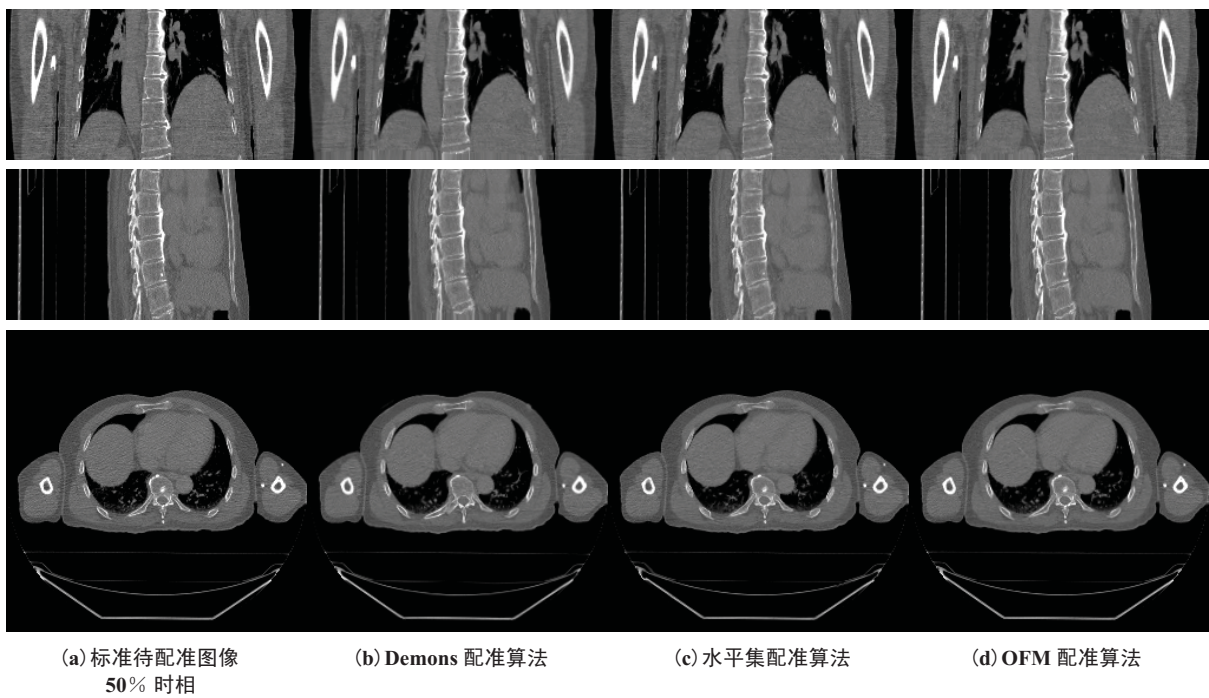 (a)标准待配准图像
50% 时相
(b)Demons 配准算法
(c)水平集配准算法
(d)OFM 配准算法